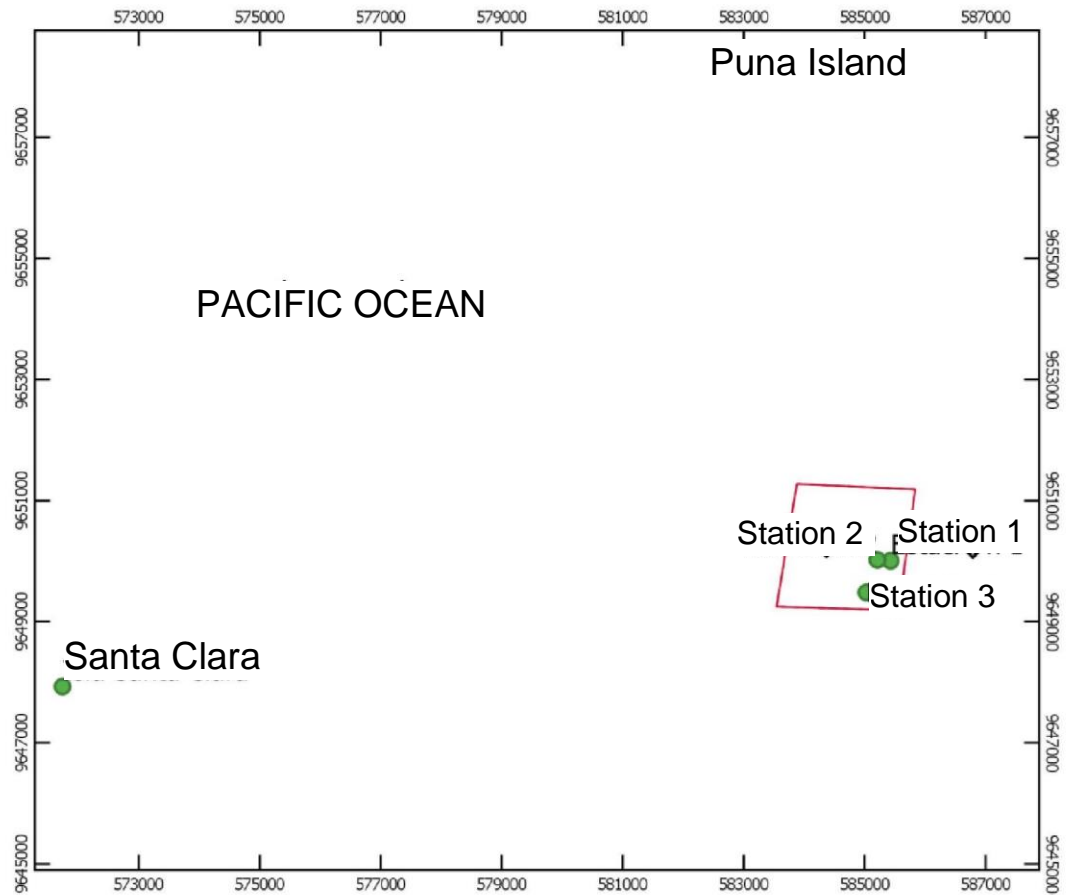 573000 575000 577000 579000 581000 583000 585000 587000
Puna Island
9657000 9657000
9655000 9655000
PACIFIC OCEAN
9653000 9653000
9651000 9651000
Station 2 Station 1
Station 3
9649000 9649000
Santa Clara
9647000 9647000
9645000 9645000
573000 575000 577000 579000 581000 583000 585000 587000